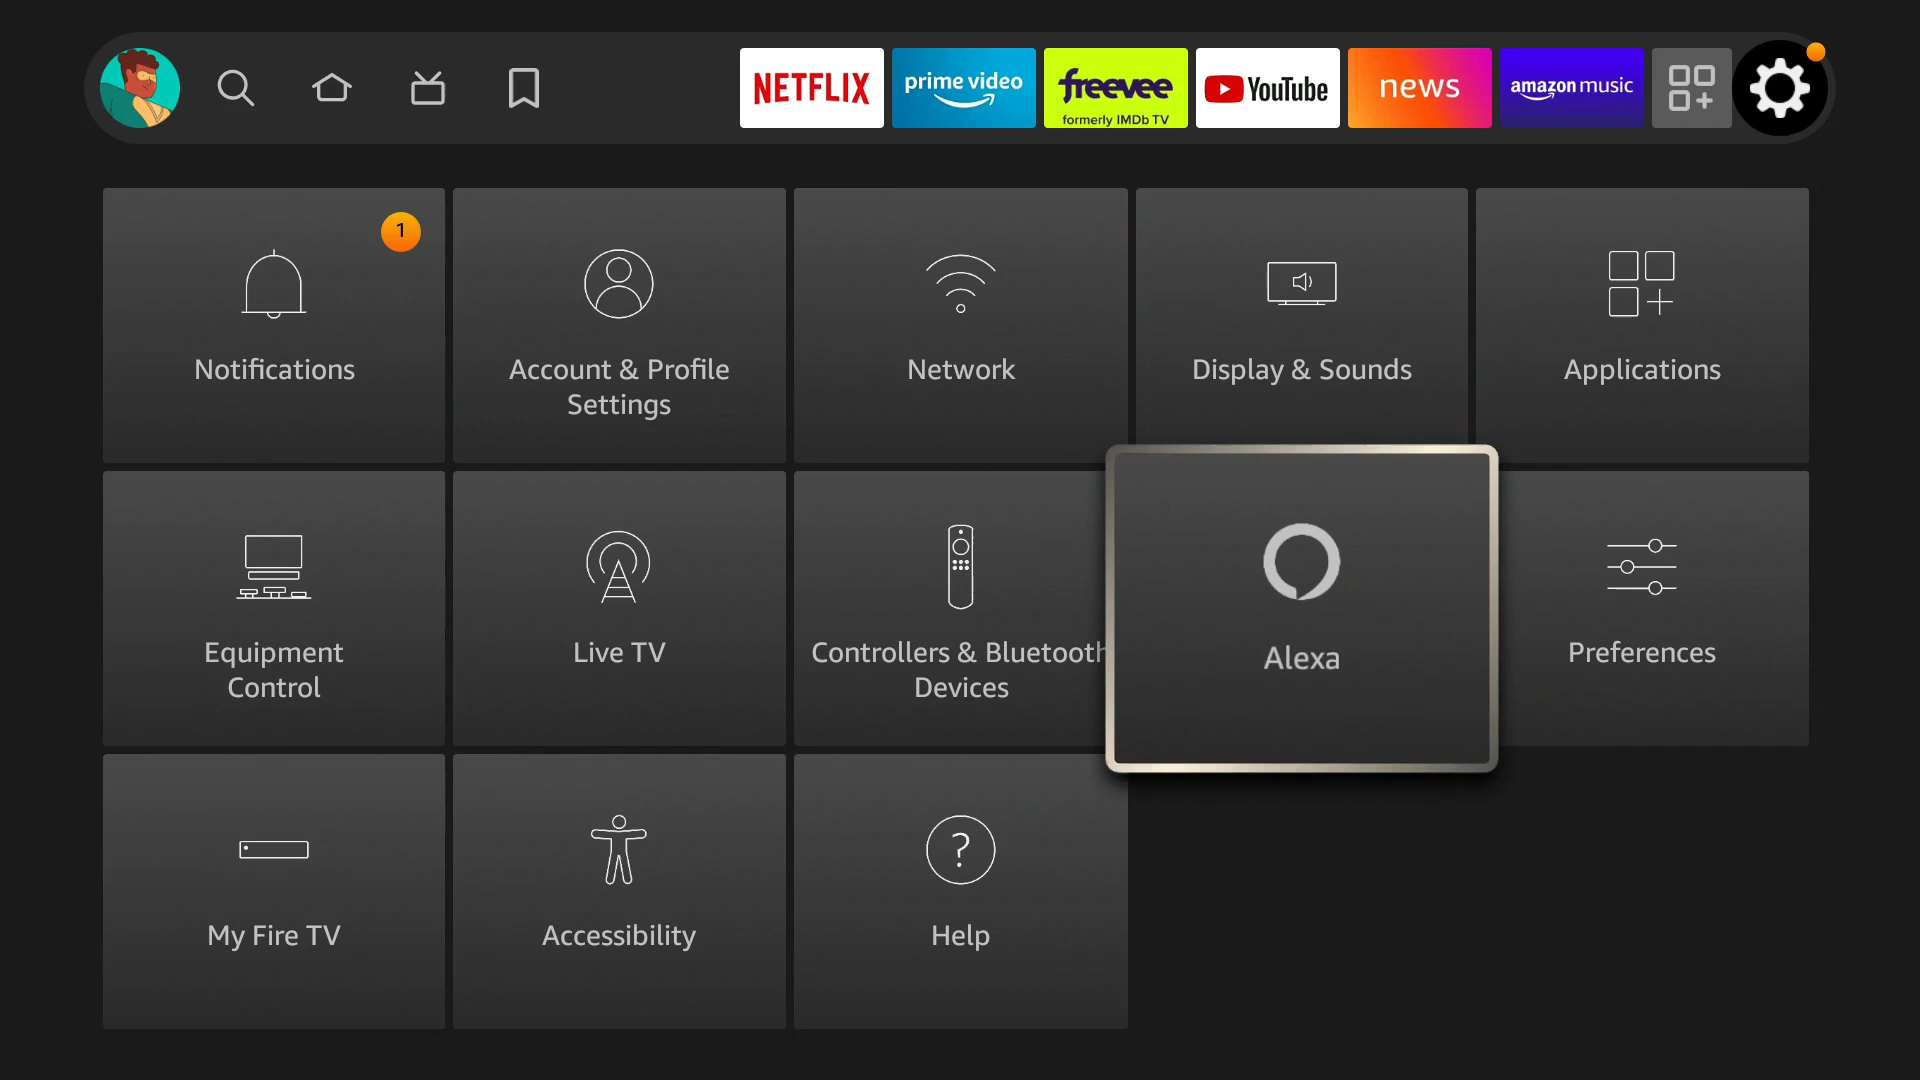 NETFLIX
prime video
freevee
formerly IMDb TV
YouTube
news
amazon music
1
Notifications
Account & Profile
Settings
Network
Display & Sounds
Applications
Equipment
Control
Live TV
Controllers & Bluetooth
Devices
Alexa
Preferences
My Fire TV
Accessibility
?
Help